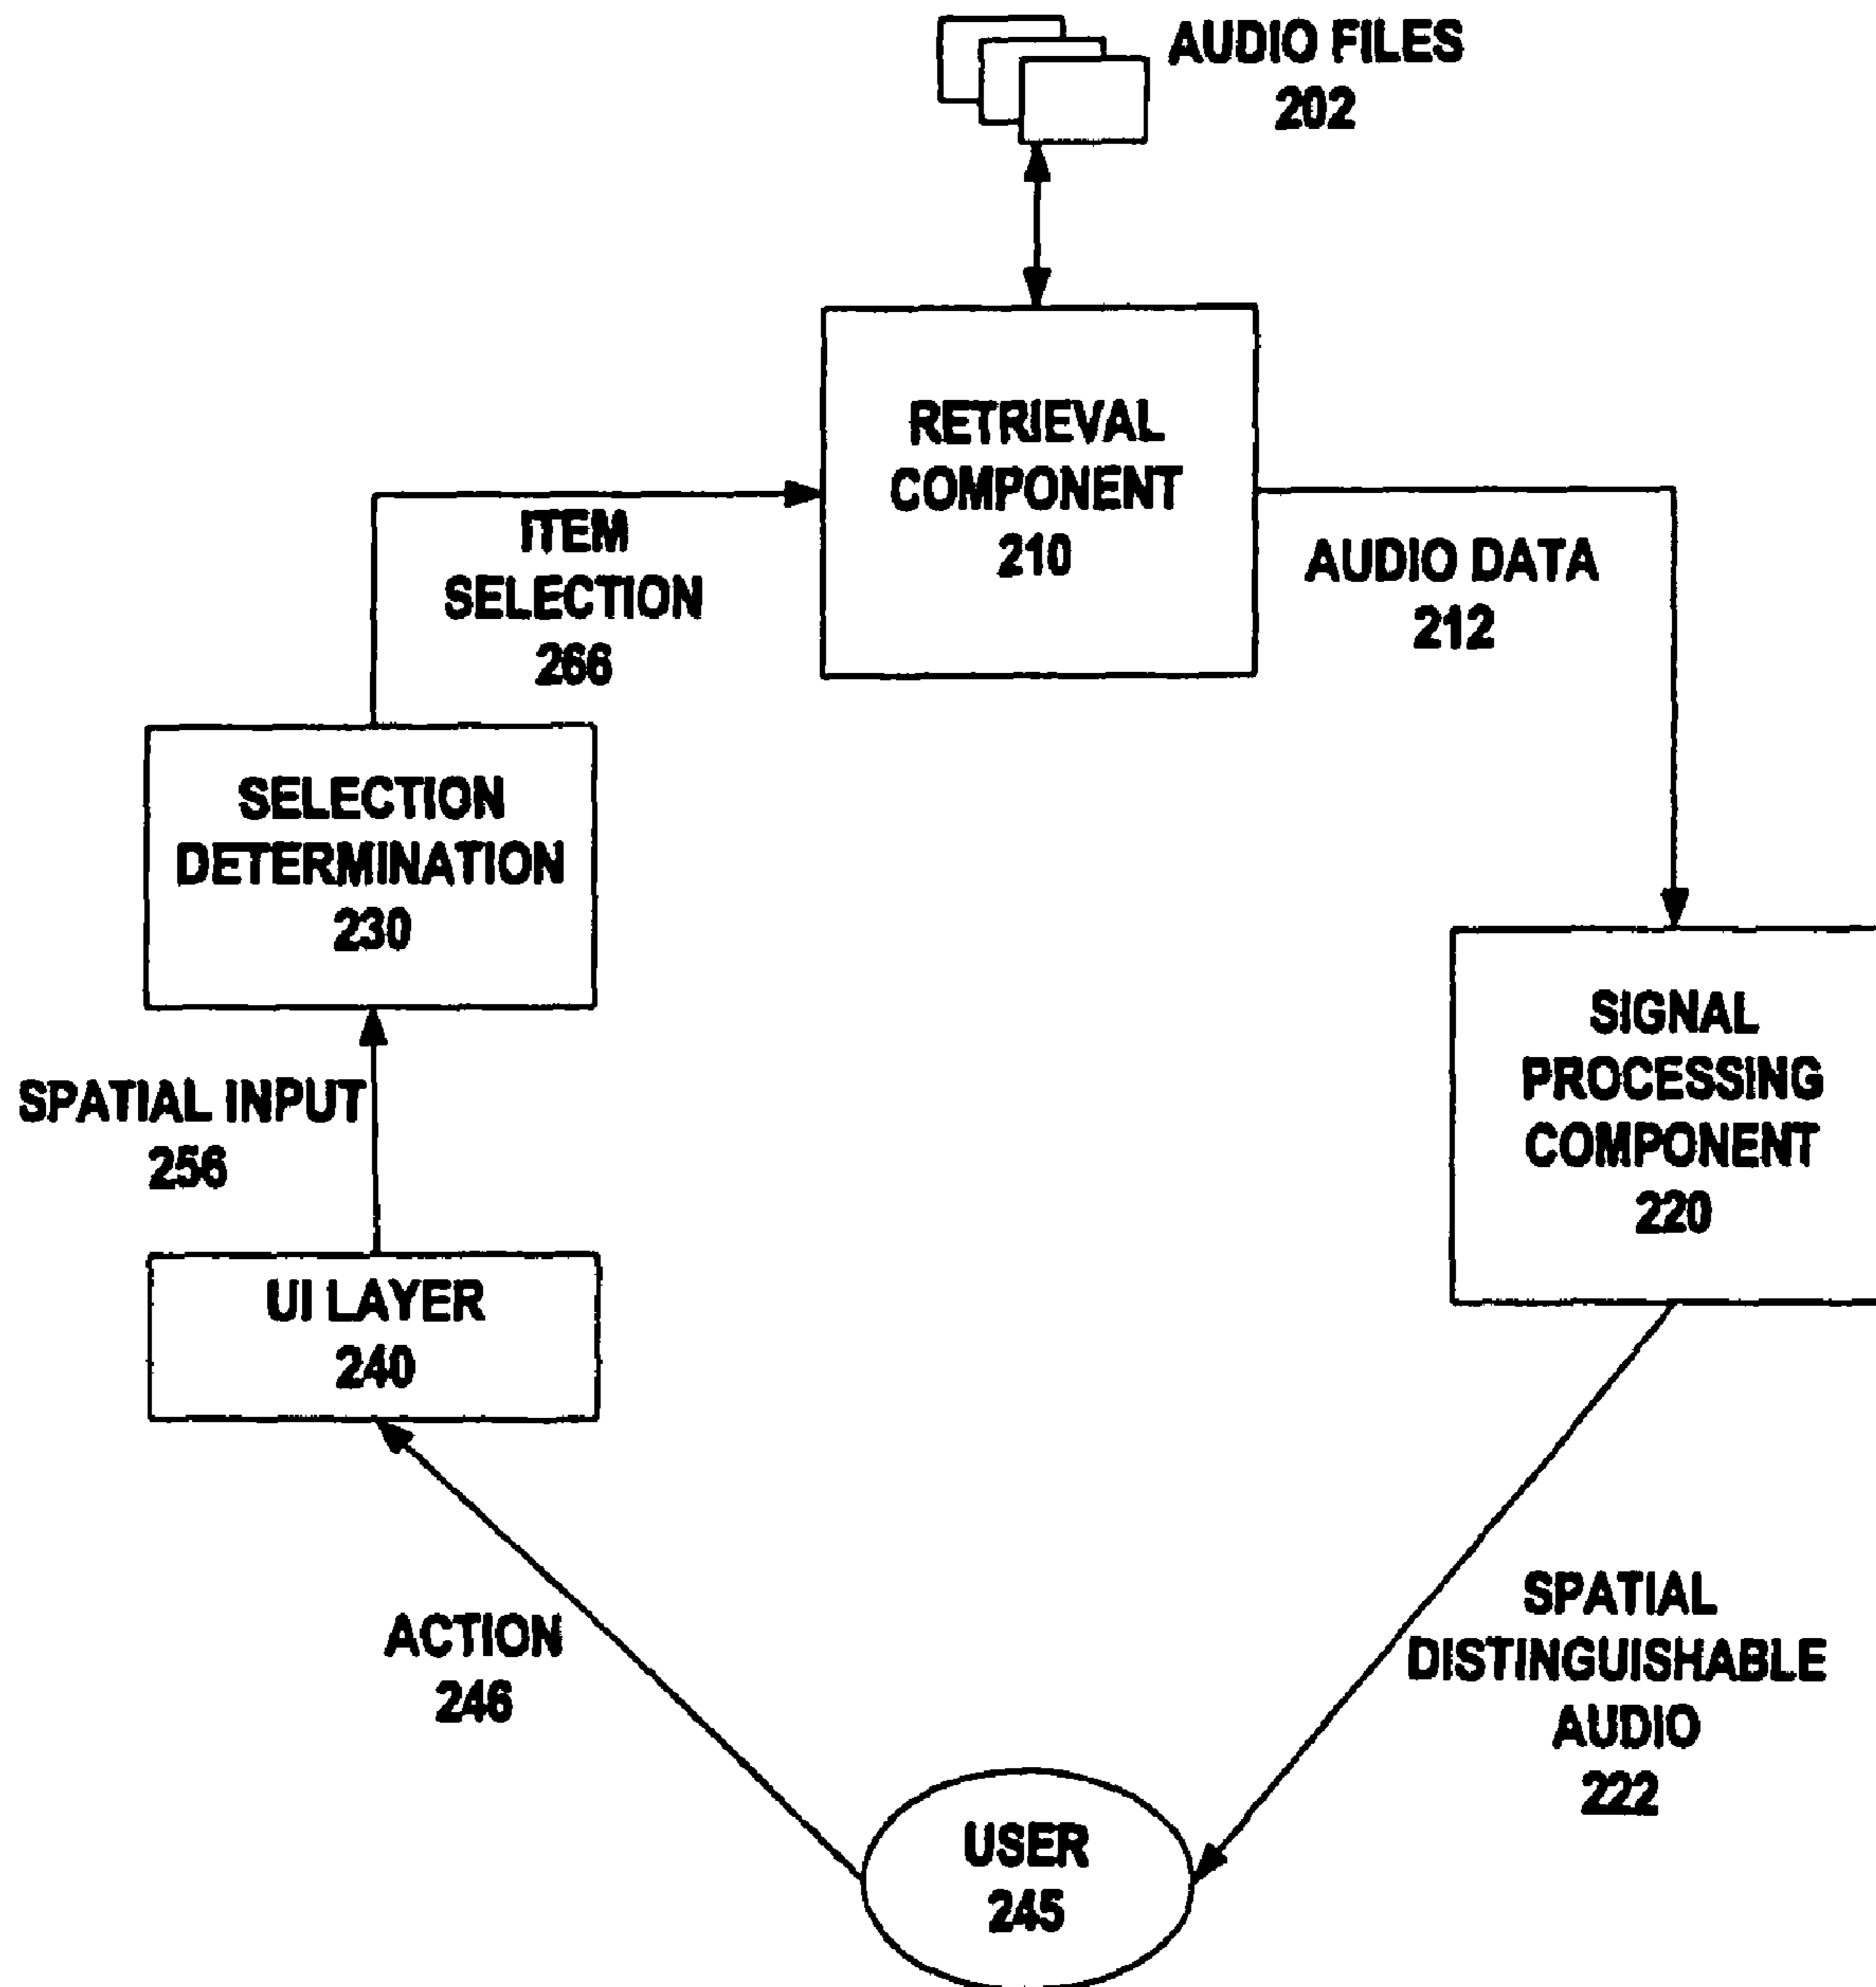 AUDIO FILES
202
RETRIEVAL
COMPONENT
210
ITEM
SELECTION
266
AUDIO DATA
212
SELECTION
DETERMINATION
230
SIGNAL
PROCESSING
COMPONENT
220
SPATIAL INPUT
256
UI LAYER
240
ACTION
246
SPATIAL
DISTINGUISHABLE
AUDIO
222
USER
245